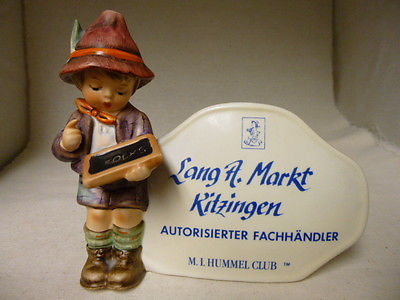 Lang A. Markt
Kitzingen
AUTORISIERTER FACHHÄNDLER
M. I. HUMMEL CLUB ™